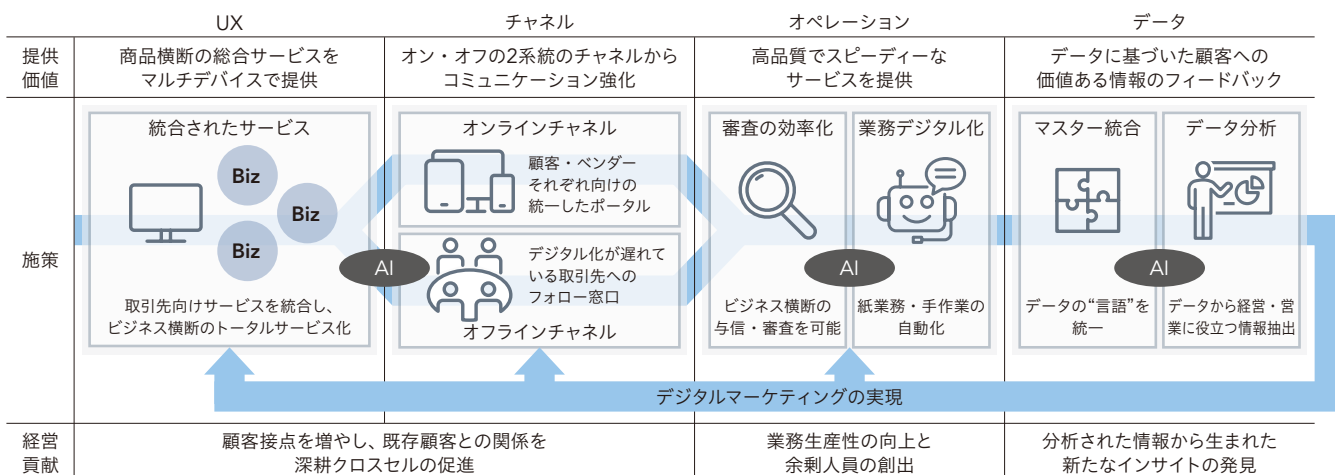 UX
チャネル
オペレーション
データ
提供
価値
商品横断の総合サービスを
マルチデバイスで提供
オン・オフの2系統のチャネルから
コミュニケーション強化
高品質でスピーディーな
サービスを提供
データに基づいた顧客への
価値ある情報のフィードバック
施策
統合されたサービス
Biz
Biz
Biz
取引先向けサービスを統合し、
ビジネス横断のトータルサービス化
AI
オンラインチャネル
顧客・ベンダー
それぞれ向けの
統一したポータル
デジタル化が遅れて
いる取引先への
フォロー窓口
オフラインチャネル
審査の効率化
ビジネス横断の
与信・審査を可能
業務デジタル化
紙業務・手作業の
自動化
AI
マスター統合
データの“言語”を
統一
データ分析
データから経営・営
業に役立つ情報抽出
AI
デジタルマーケティングの実現
経営
貢献
顧客接点を増やし、既存顧客との関係を
深耕クロスセルの促進
業務生産性の向上と
余剰人員の創出
分析された情報から生まれた
新たなインサイトの発見